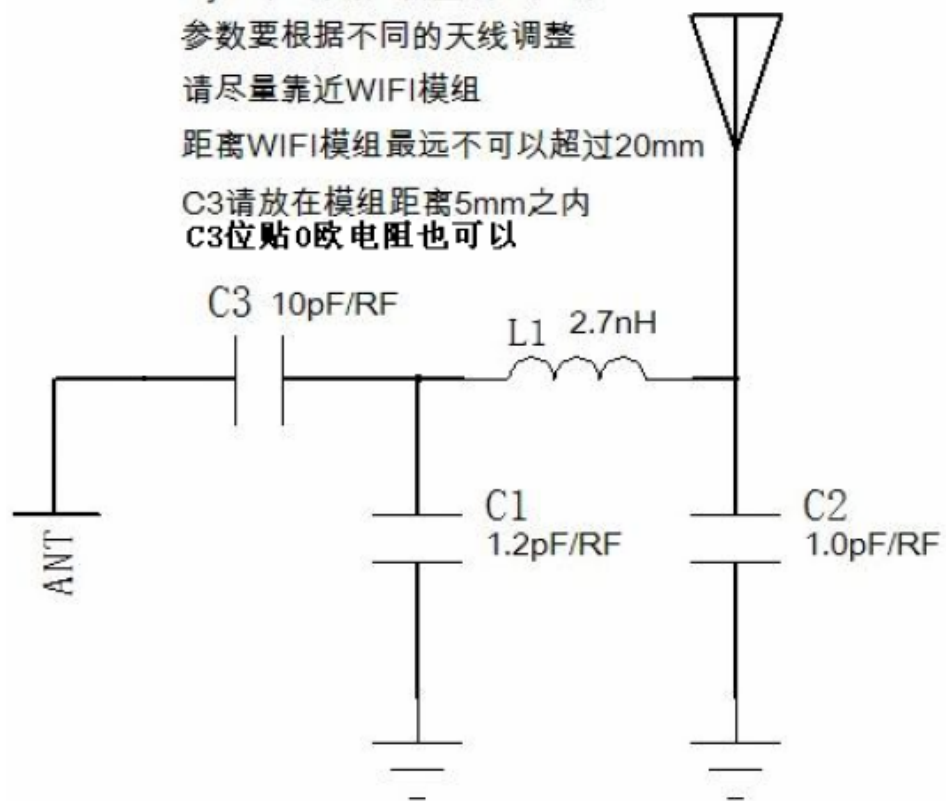 参数要根据不同的天线调整
请尽量靠近WIFI模组
距离WIFI模组最远不可以超过20mm
C3请放在模组距离5mm之内
C3位贴0欧电阻也可以
C3 10pF/RF
L1 2.7nH
C1
1.2pF/RF
C2
1.0pF/RF
ANT